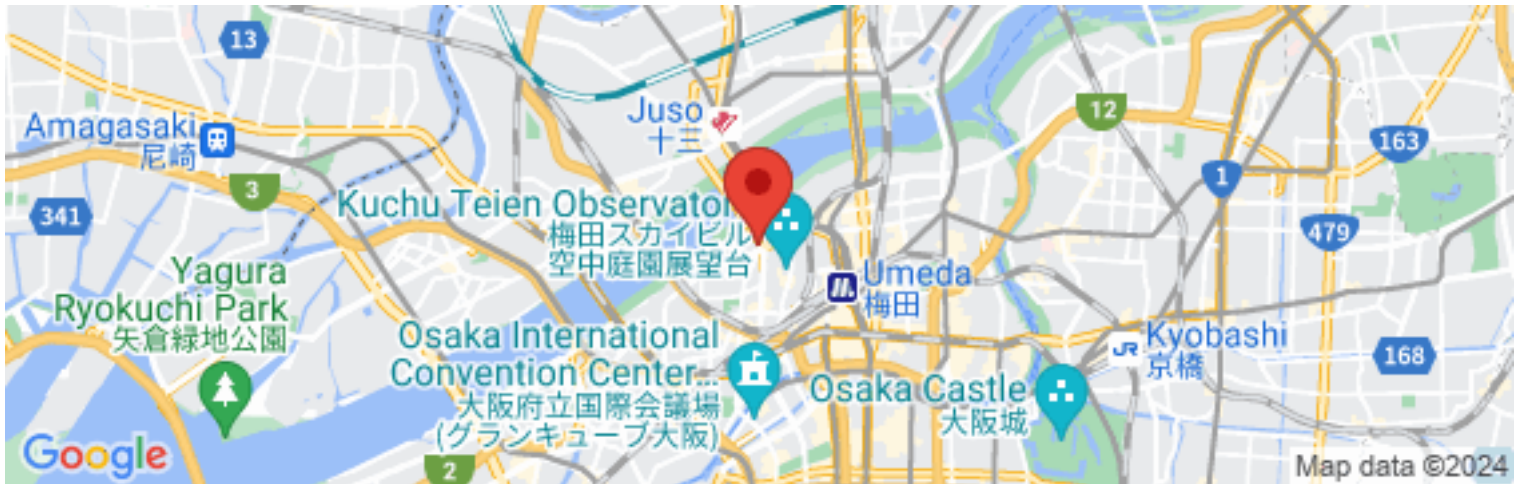 13
Juso
十三
12
163
Amagasaki
尼崎
3
1
341
Kuchu Teien Observator
梅田スカイビル
空中庭園展望台
479
Yagura
Ryokuchi Park
矢倉緑地公園
Umeda
梅田
Osaka International
Convention Center...
大阪府立国際会議場
(グランキューブ大阪)
Kyobashi
京橋
JR
168
Osaka Castle
大阪城
Google
2
Map data ©2024